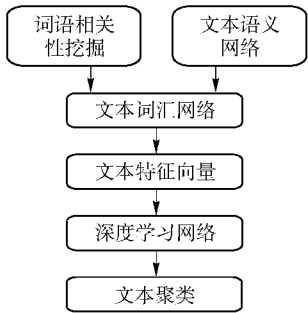 词语相关
性挖掘
文本语义
网络
文本词汇网络
文本特征向量
深度学习网络
文本聚类